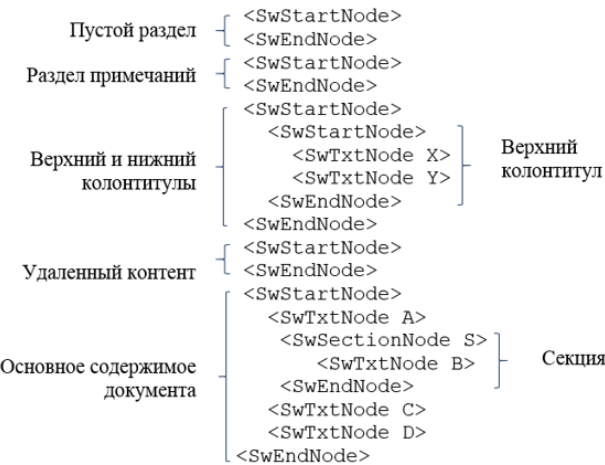 Пустой раздел
<SwStartNode>
<SwEndNode>
Раздел примечаний
<SwStartNode>
<SwEndNode>
Верхний и нижний
колонтитулы
<SwStartNode>
<SwStartNode>
<SwTxtNode X>
<SwTxtNode Y>
<SwEndNode>
<SwEndNode>
Верхний
колонтитул
Удаленный контент
<SwStartNode>
<SwEndNode>
Основное содержимое
документа
<SwStartNode>
<SwTxtNode A>
<SwSectionNode S>
<SwTxtNode B>
<SwEndNode>
<SwTxtNode C>
<SwTxtNode D>
<SwEndNode>
Секция